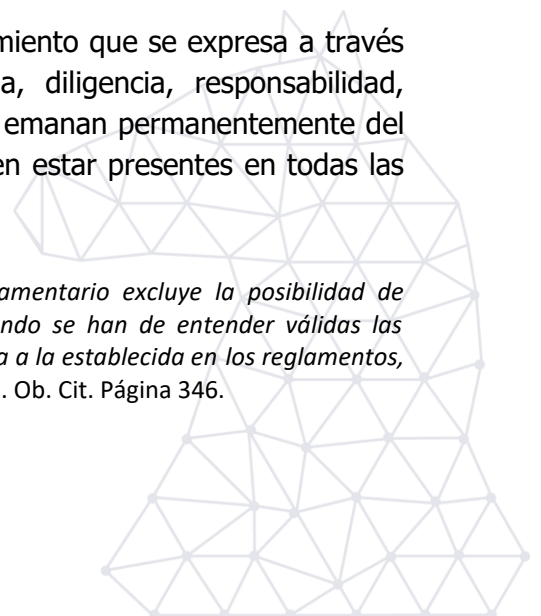 miento que se expresa a través
a, diligencia, responsabilidad,
emanan permanentemente del
en estar presentes en todas las
amentario excluye la posibilidad de
ndo se han de entender válidas las
a a la establecida en los reglamentos,
. Ob. Cit. Página 346.